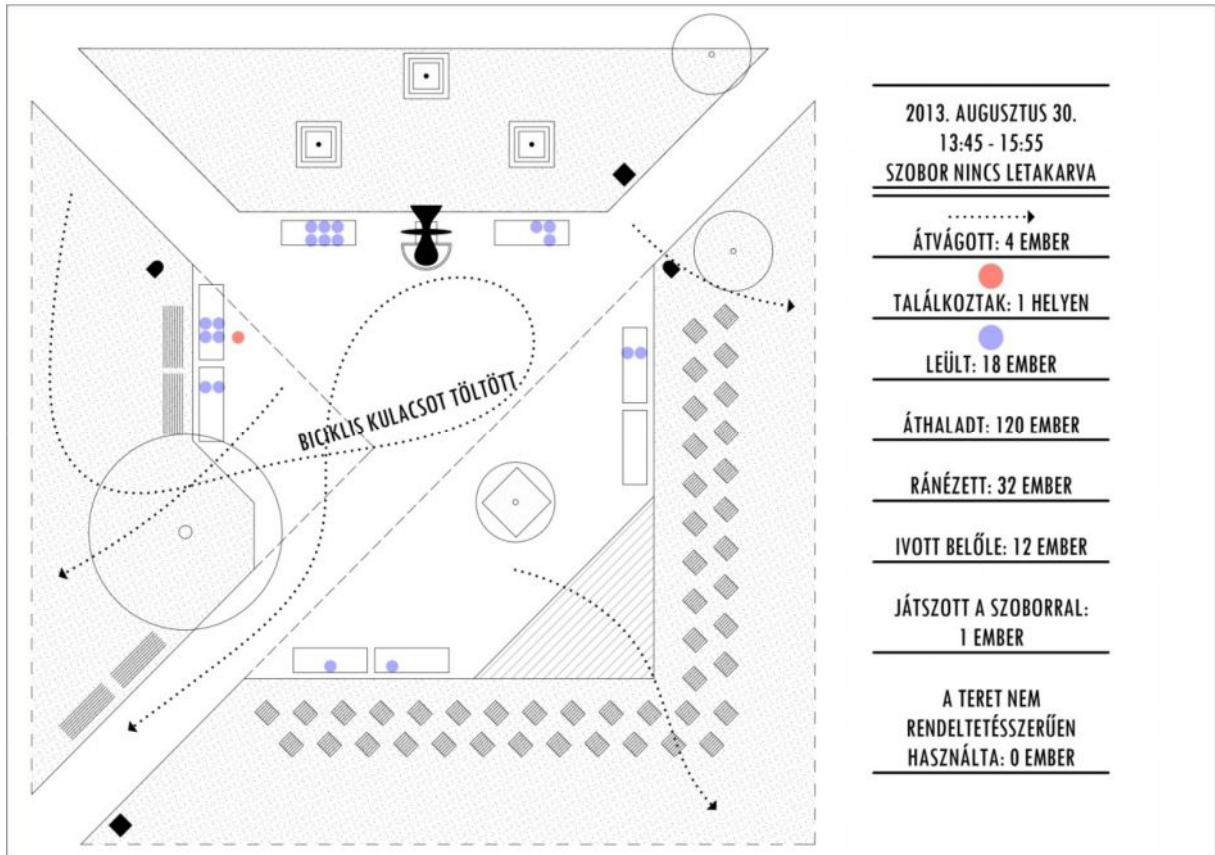 2013. AUGUSZTUS 30.
13:45 - 15:55
SZOBOR NINCS LETAKARVA
ÁTVÁGOTT: 4 EMBER
TALÁLKOZTAK: 1 HELYEN
LEÜLT: 18 EMBER
ÁTHALADT: 120 EMBER
RÁNÉZETT: 32 EMBER
IVOTT BELŐLE: 12 EMBER
JÁTSZOTT A SZOBORRAL:
1 EMBER
A TERET NEM
RENDELTETÉSSZERŰEN
HASZNÁLTA: 0 EMBER
BICIKLIS KULACSOT TÖLTÖTT